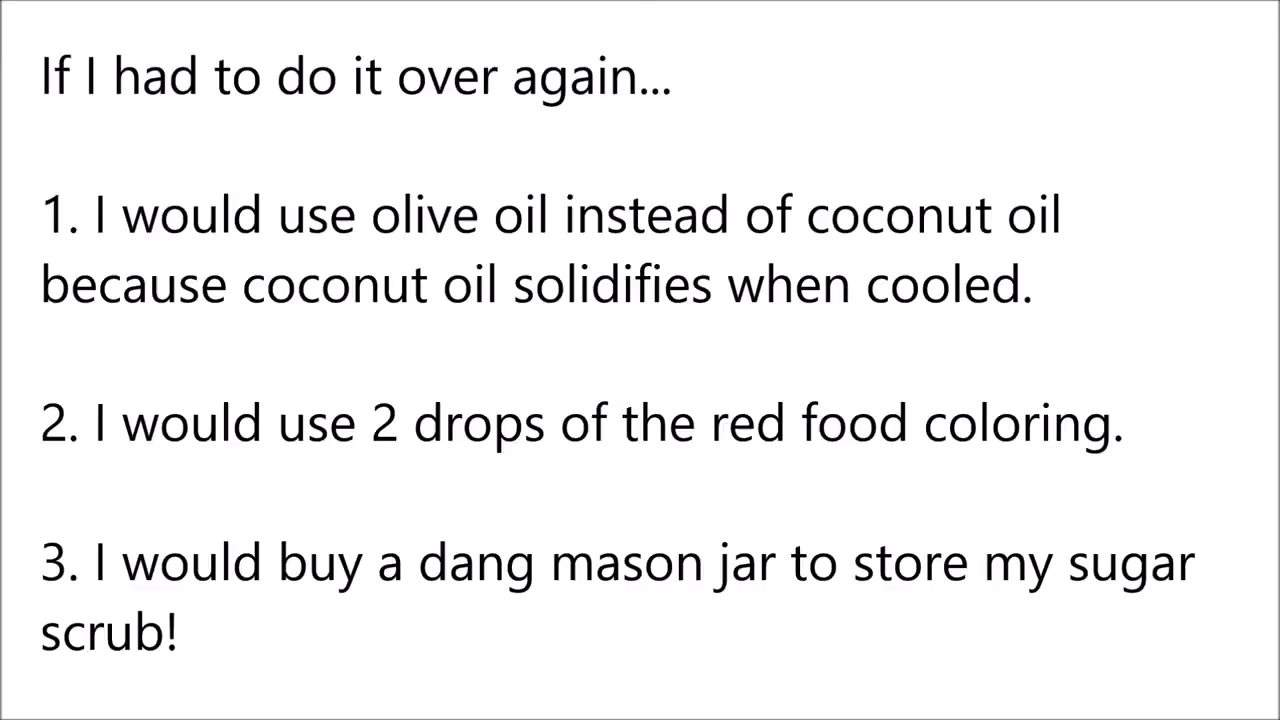 If I had to do it over again...
1. I would use olive oil instead of coconut oil
because coconut oil solidifies when cooled.
2. I would use 2 drops of the red food coloring.
3. I would buy a dang mason jar to store my sugar
scrub!